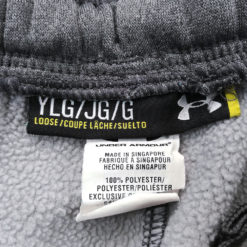 YLG/JG/G
LOOSE/COUPE LÂCHE/SUELTO
UNDER ARMOUR
MADE IN SINGAPORE
FABRIQUÉ À SINGAPUR
HECHO EN SINGAPUR
100% POLYESTER/
POLYESTER/POLIÉSTER
EXCLUSIVE